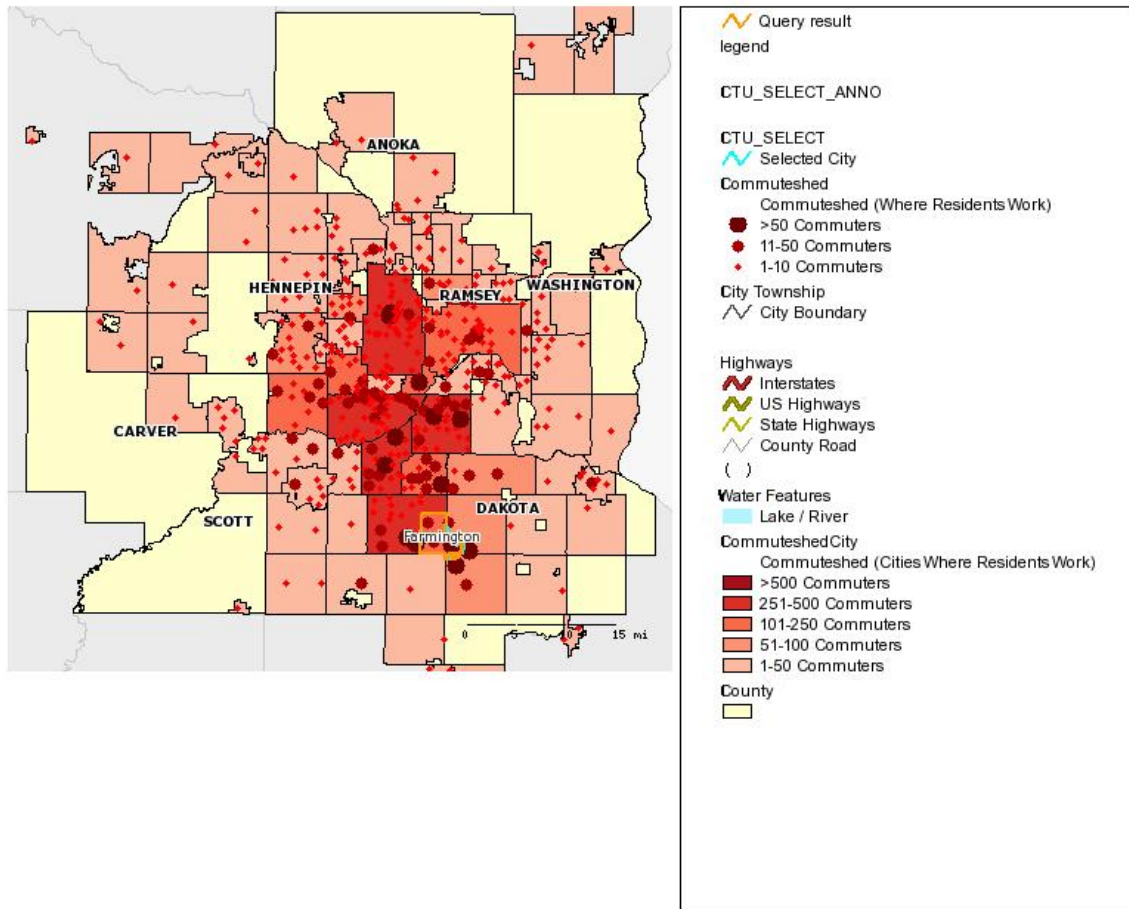 ANOKA
HENNEPIN
RAMSEY
WASHINGTON
CARVER
SCOTT
DAKOTA
Farmington
0 5 10 15 mi
Query result
legend
CTU_SELECT_ANNO
CTU_SELECT
Selected City
Commuteshed
Commuteshed (Where Residents Work)
>50 Commuters
11-50 Commuters
1-10 Commuters
City Township
City Boundary
Highways
Interstates
US Highways
State Highways
County Road
( )
Water Features
Lake / River
CommuteshedCity
Commuteshed (Cities Where Residents Work)
>500 Commuters
251-500 Commuters
101-250 Commuters
51-100 Commuters
1-50 Commuters
County